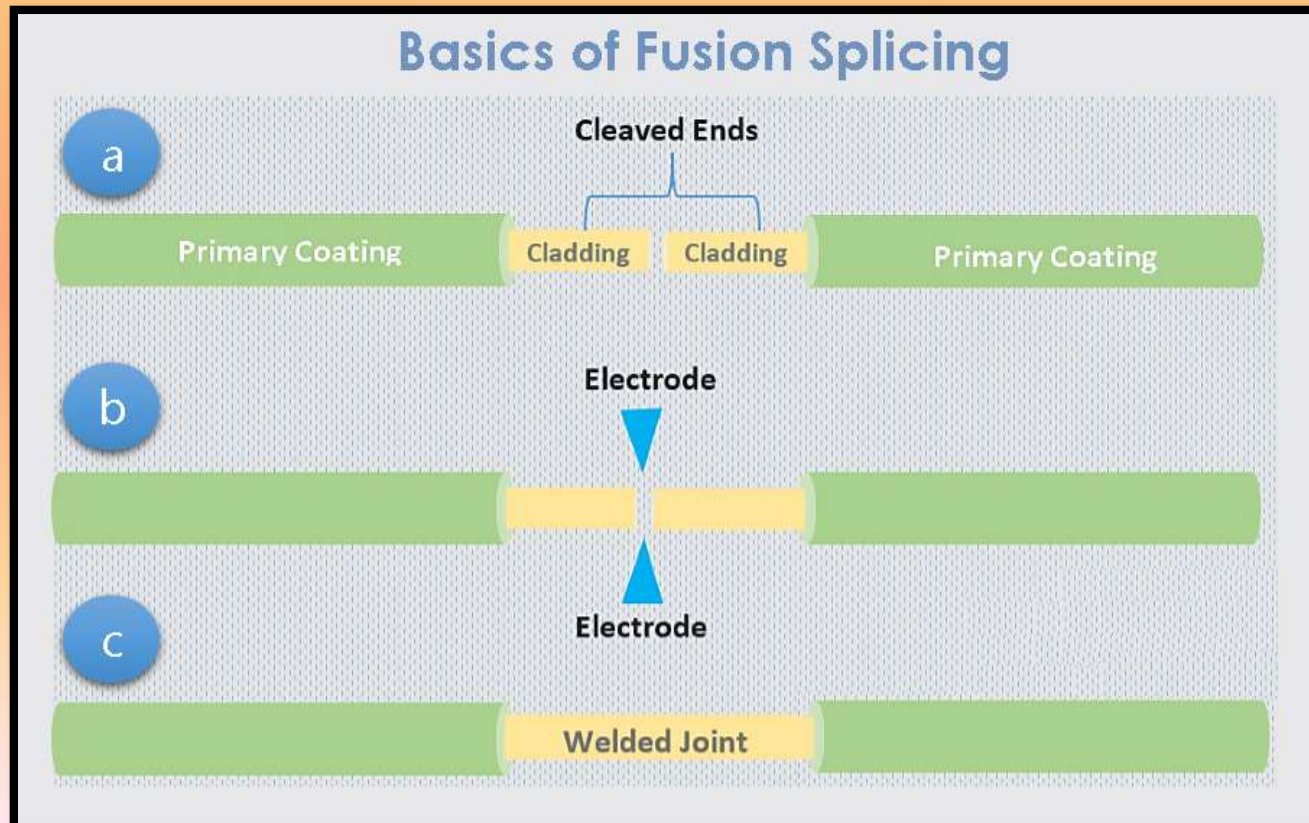 Basics of Fusion Splicing
a
Cleaved Ends
Primary Coating
Cladding
Cladding
Primary Coating
b
Electrode
Electrode
c
Welded Joint